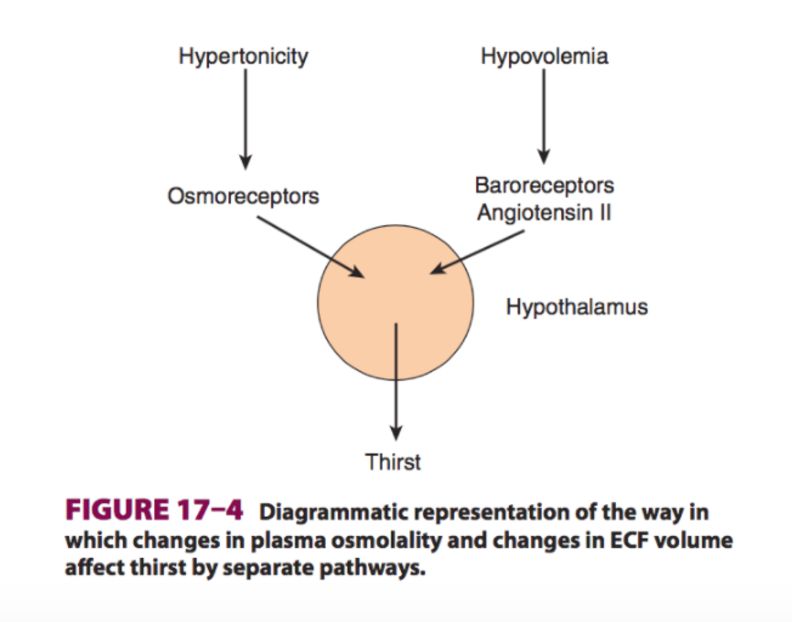 Hypertonicity
Hypovolemia
Osmoreceptors
Baroreceptors
Angiotensin II
Hypothalamus
Thirst
FIGURE 17–4 Diagrammatic representation of the way in
which changes in plasma osmolality and changes in ECF volume
affect thirst by separate pathways.